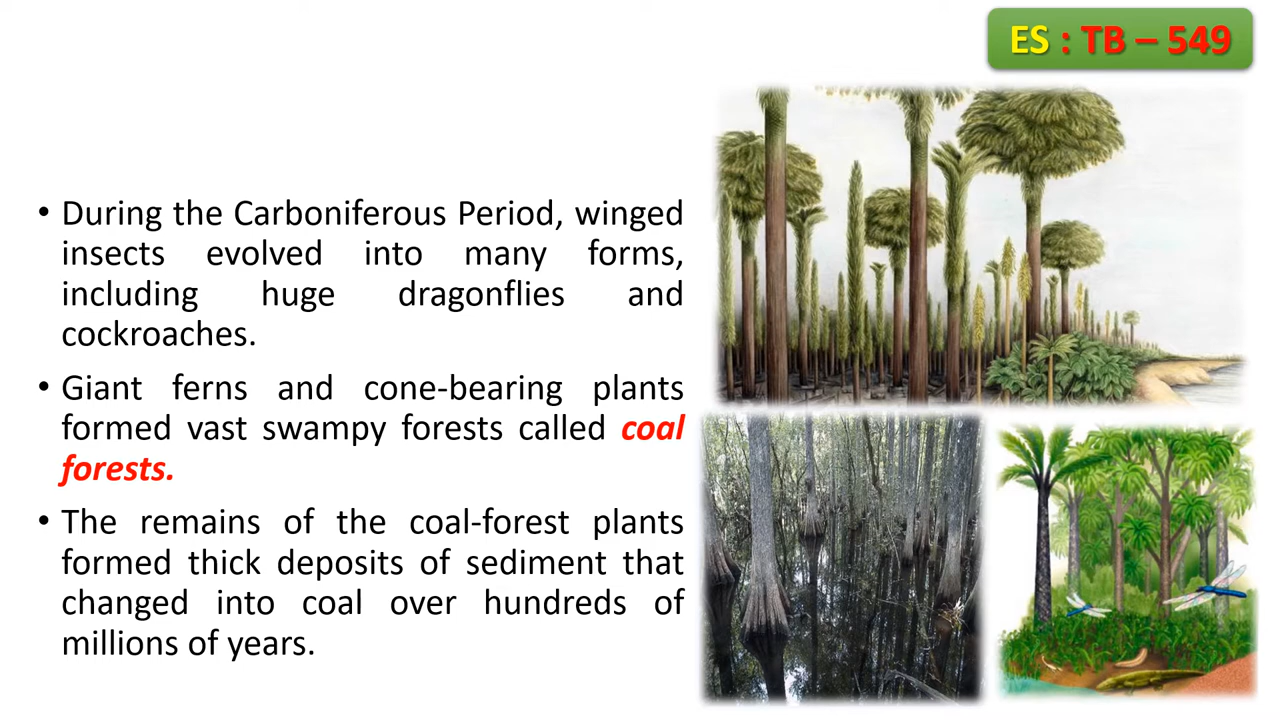 ES : TB – 549
• During the Carboniferous Period, winged
insects evolved into many forms,
including huge dragonflies and
cockroaches.
• Giant ferns and cone-bearing plants
formed vast swampy forests called coal
forests.
• The remains of the coal-forest plants
formed thick deposits of sediment that
changed into coal over hundreds of
millions of years.